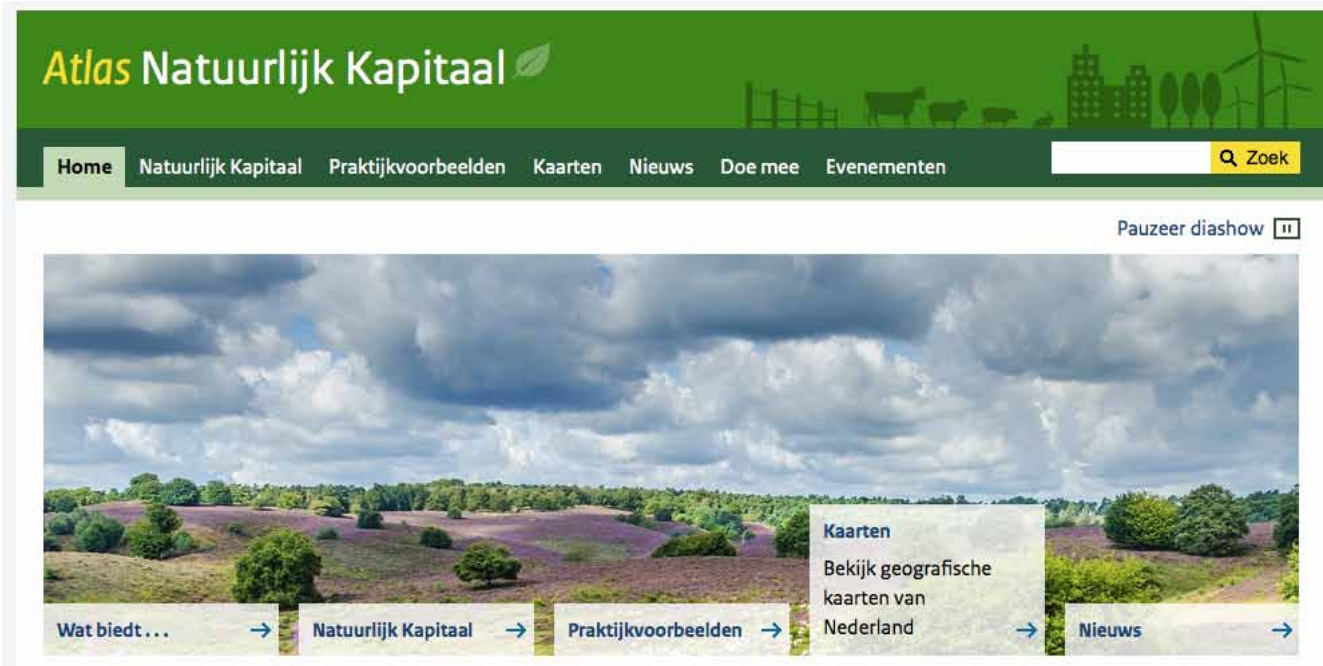 Atlas Natuurlijk Kapitaal
Home Natuurlijk Kapitaal Praktijkvoorbeelden Kaarten Nieuws Doe mee Evenementen Zoek
Pauzeer diashow
Wat biedt...
Natuurlijk Kapitaal
Praktijkvoorbeelden
Kaarten
Bekijk geografische
kaarten van
Nederland
Nieuws